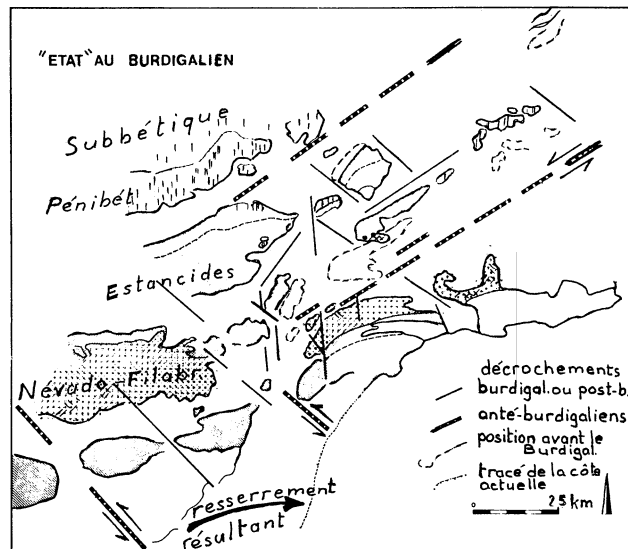 "ETAT" AU BURDIGALIEN
Subbétique
Pénibét
Estancides
Névado-Filabr.
décrochements
burdigal. ou post-b.
anté-burdigaliens
position avant le
Burdigal.
tracé de la côte
actuelle
0 25 km
resserrement
résultant